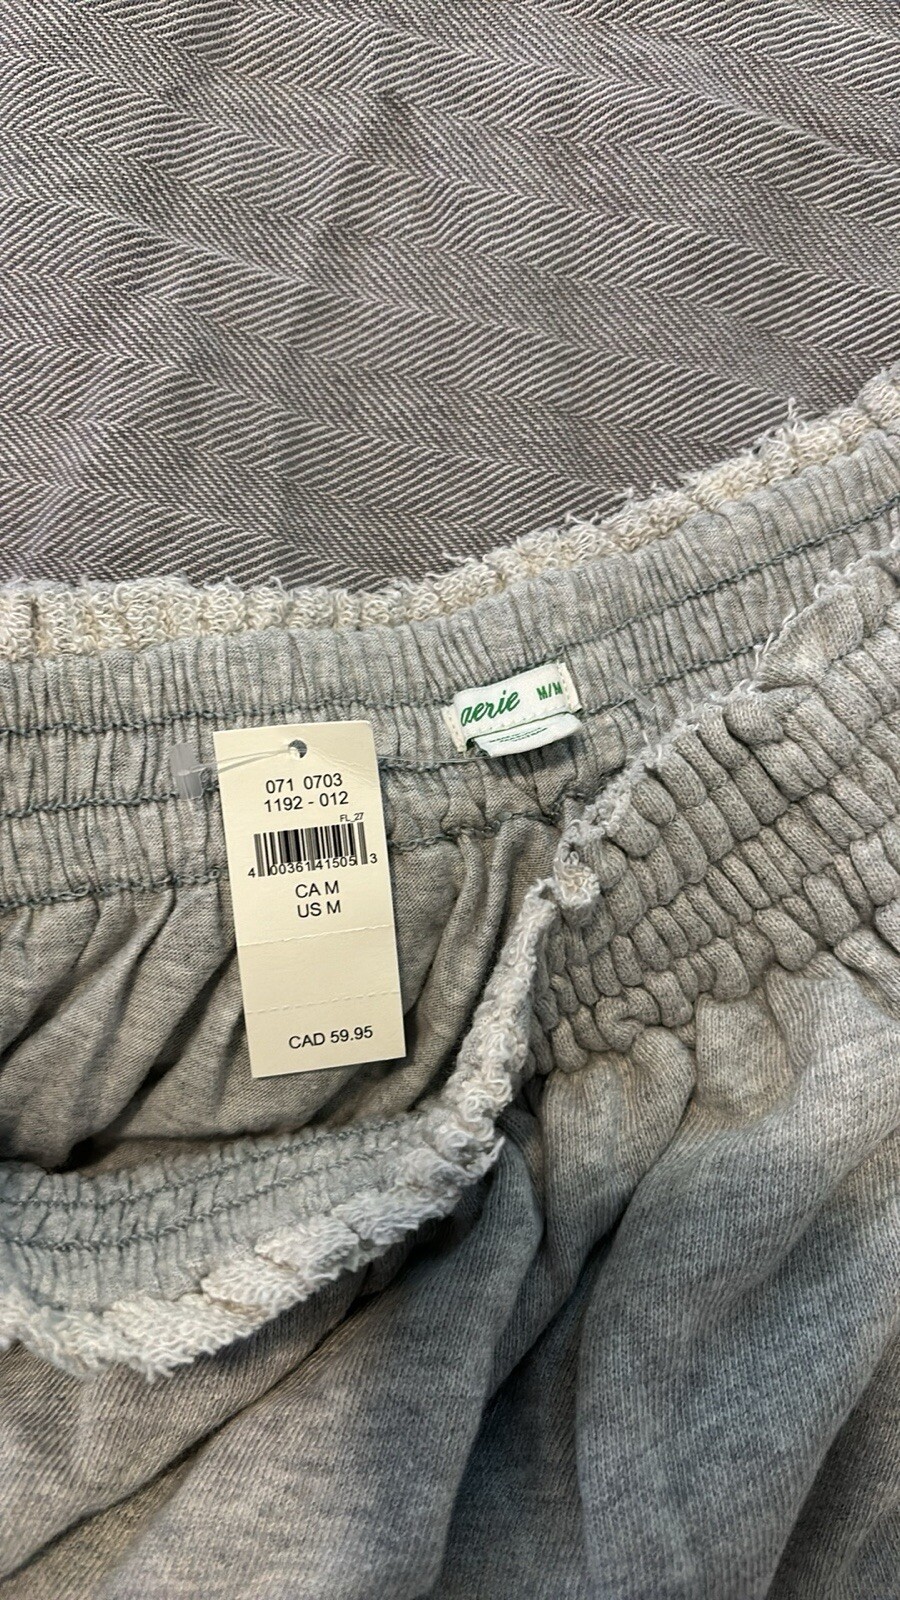 aerie M/M
071 0703
1192 - 012
FL_27
4 00361 41505 3
CA M
US M
CAD 59.95